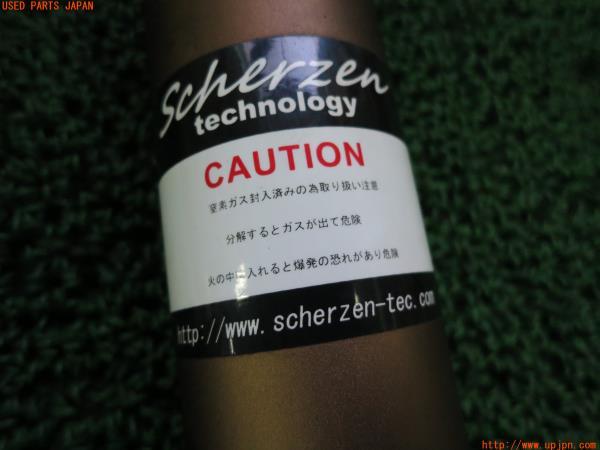 USED PARTS JAPAN
Scherzen
technology
CAUTION
窒素ガス封入済みの為取り扱い注意
分解するとガスが出て危険
火の中に入れると爆発の恐れがあり危険
http://www.scherzen-tec.com
http://www.upjpn.com